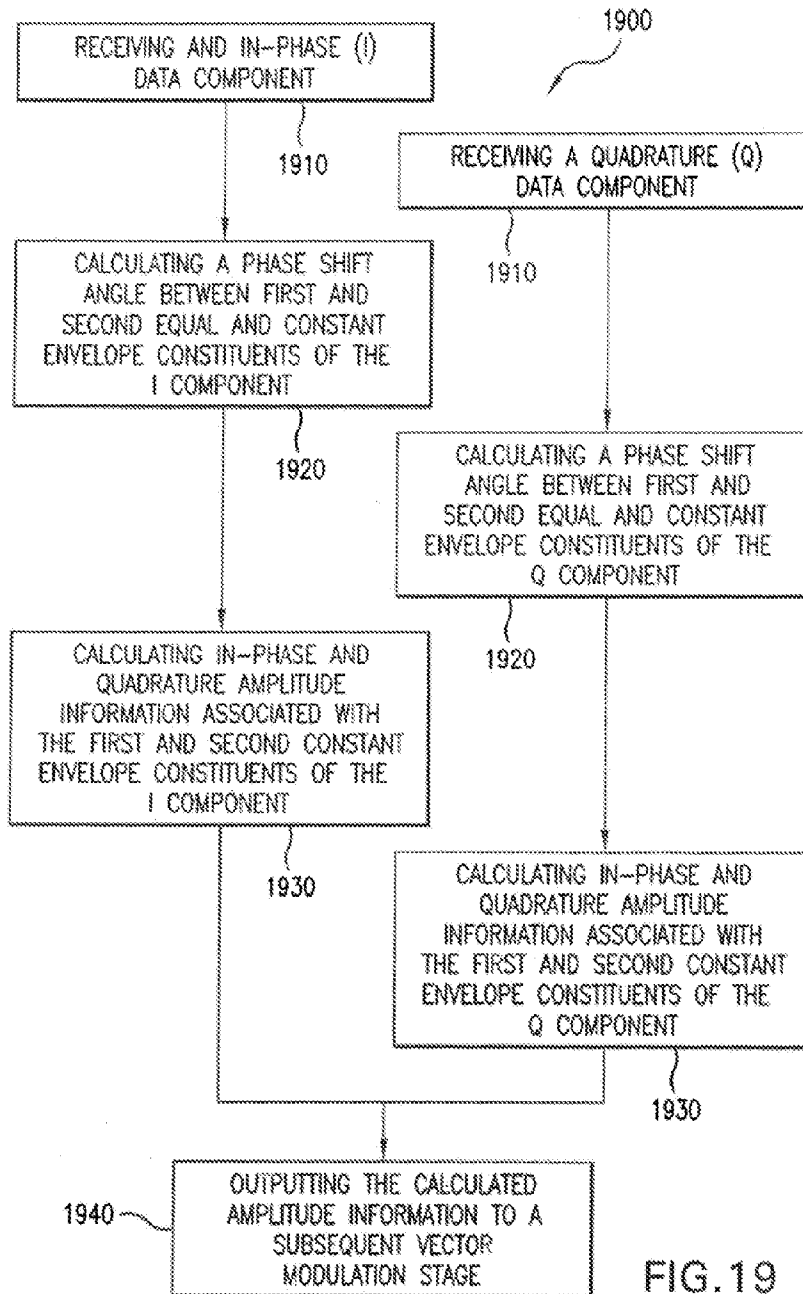 1900
RECEIVING AND IN-PHASE (I)
DATA COMPONENT
1910
RECEIVING A QUADRATURE (Q)
DATA COMPONENT
1910
CALCULATING A PHASE SHIFT
ANGLE BETWEEN FIRST AND
SECOND EQUAL AND CONSTANT
ENVELOPE CONSTITUENTS OF THE
I COMPONENT
1920
CALCULATING A PHASE SHIFT
ANGLE BETWEEN FIRST AND
SECOND EQUAL AND CONSTANT
ENVELOPE CONSTITUENTS OF THE
Q COMPONENT
1920
CALCULATING IN-PHASE AND
QUADRATURE AMPLITUDE
INFORMATION ASSOCIATED WITH
THE FIRST AND SECOND CONSTANT
ENVELOPE CONSTITUENTS OF THE
I COMPONENT
1930
CALCULATING IN-PHASE AND
QUADRATURE AMPLITUDE
INFORMATION ASSOCIATED WITH
THE FIRST AND SECOND CONSTANT
ENVELOPE CONSTITUENTS OF THE
Q COMPONENT
1930
1940
OUTPUTTING THE CALCULATED
AMPLITUDE INFORMATION TO A
SUBSEQUENT VECTOR
MODULATION STAGE
FIG.19